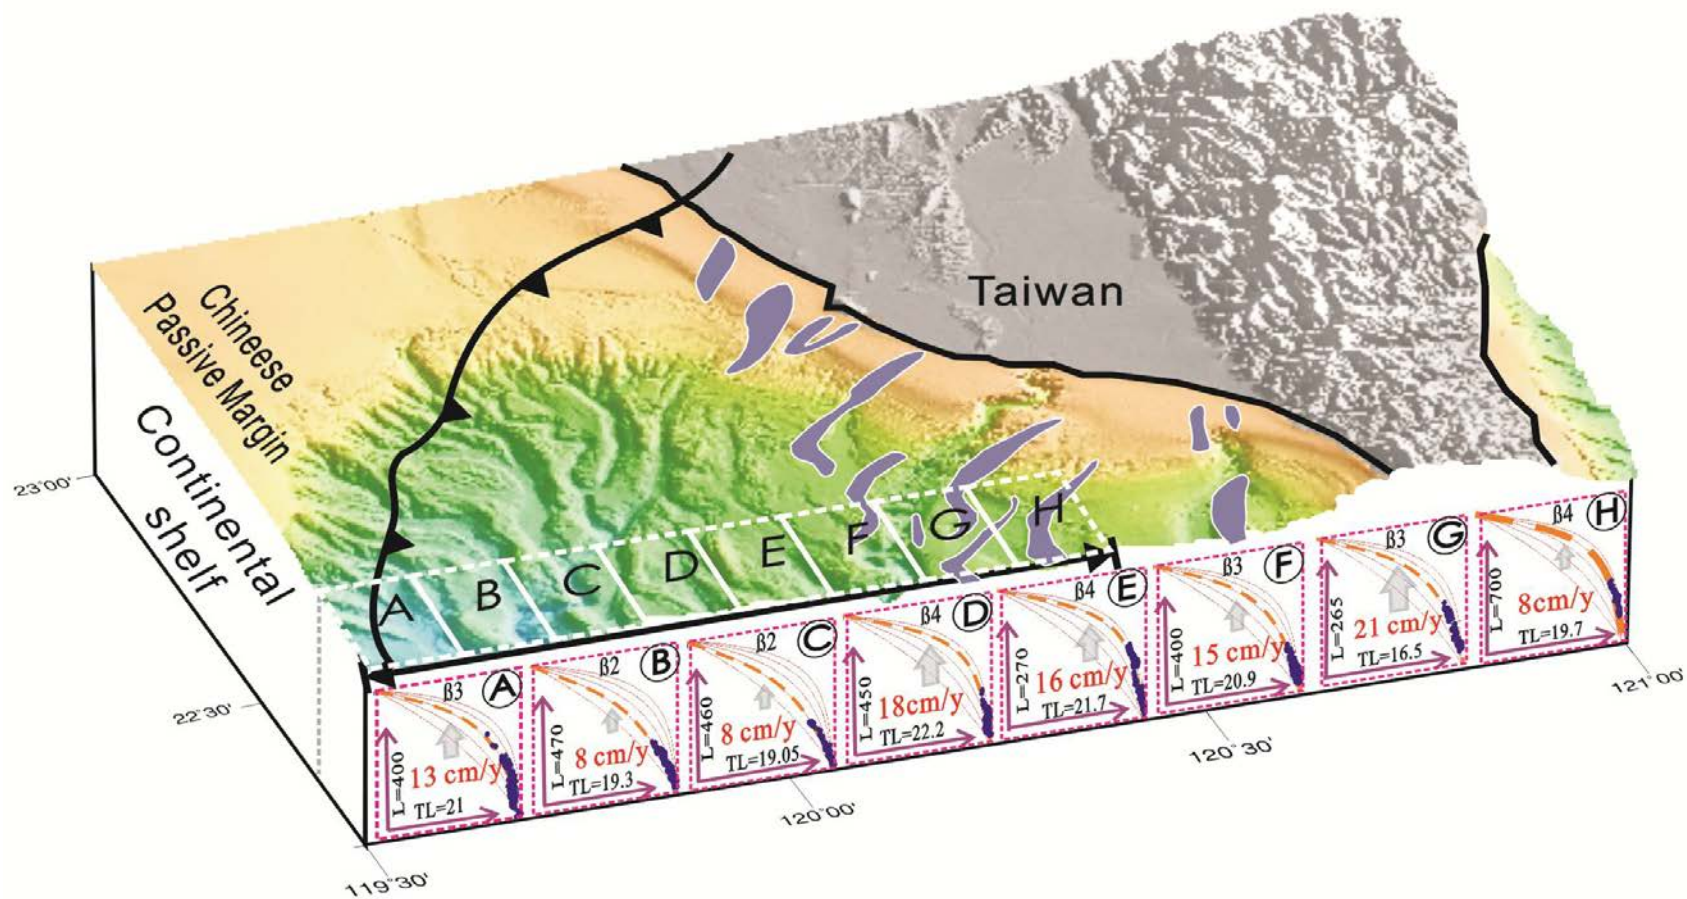 Taiwan
Chineese
Passive Margin
Continental
shelf
23°00'
22°30'
119°30'
120°00'
120°30'
121°00'
A
B
C
D
E
F
G
H
ß3
A
L=400
13 cm/y
TL=21
ß2
B
L=470
8 cm/y
TL=19.3
ß2
C
L=460
8 cm/y
TL=19.05
ß4
D
L=450
18cm/y
TL=22.2
ß4
E
L=270
16 cm/y
TL=21.7
ß3
F
L=400
15 cm/y
TL=20.9
ß3
G
L=265
21 cm/y
TL=16.5
ß4
H
L=700
8cm/y
TL=19.7